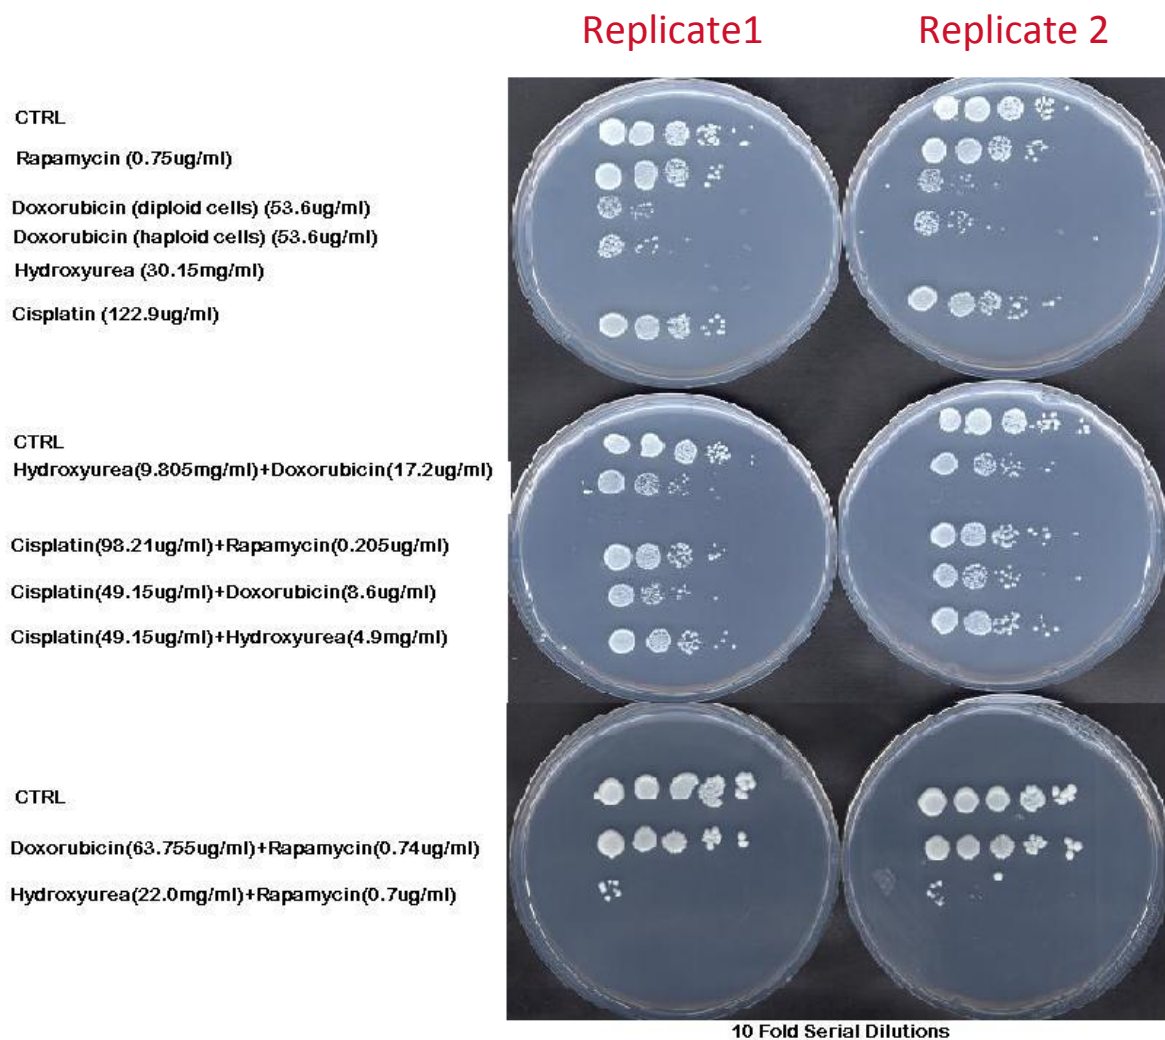 Replicate1 Replicate 2
CTRL
Rapamycin (0.75ug/ml)
Doxorubicin (diploid cells) (53.6ug/ml)
Doxorubicin (haploid cells) (53.6ug/ml)
Hydroxyurea (30.15mg/ml)
Cisplatin (122.9ug/ml)
CTRL
Hydroxyurea(9.805mg/ml)+Doxorubicin(17.2ug/ml)
Cisplatin(98.21ug/ml)+Rapamycin(0.205ug/ml)
Cisplatin(49.15ug/ml)+Doxorubicin(8.6ug/ml)
Cisplatin(49.15ug/ml)+Hydroxyurea(4.9mg/ml)
CTRL
Doxorubicin(63.755ug/ml)+Rapamycin(0.74ug/ml)
Hydroxyurea(22.0mg/ml)+Rapamycin(0.7ug/ml)
10 Fold Serial Dilutions